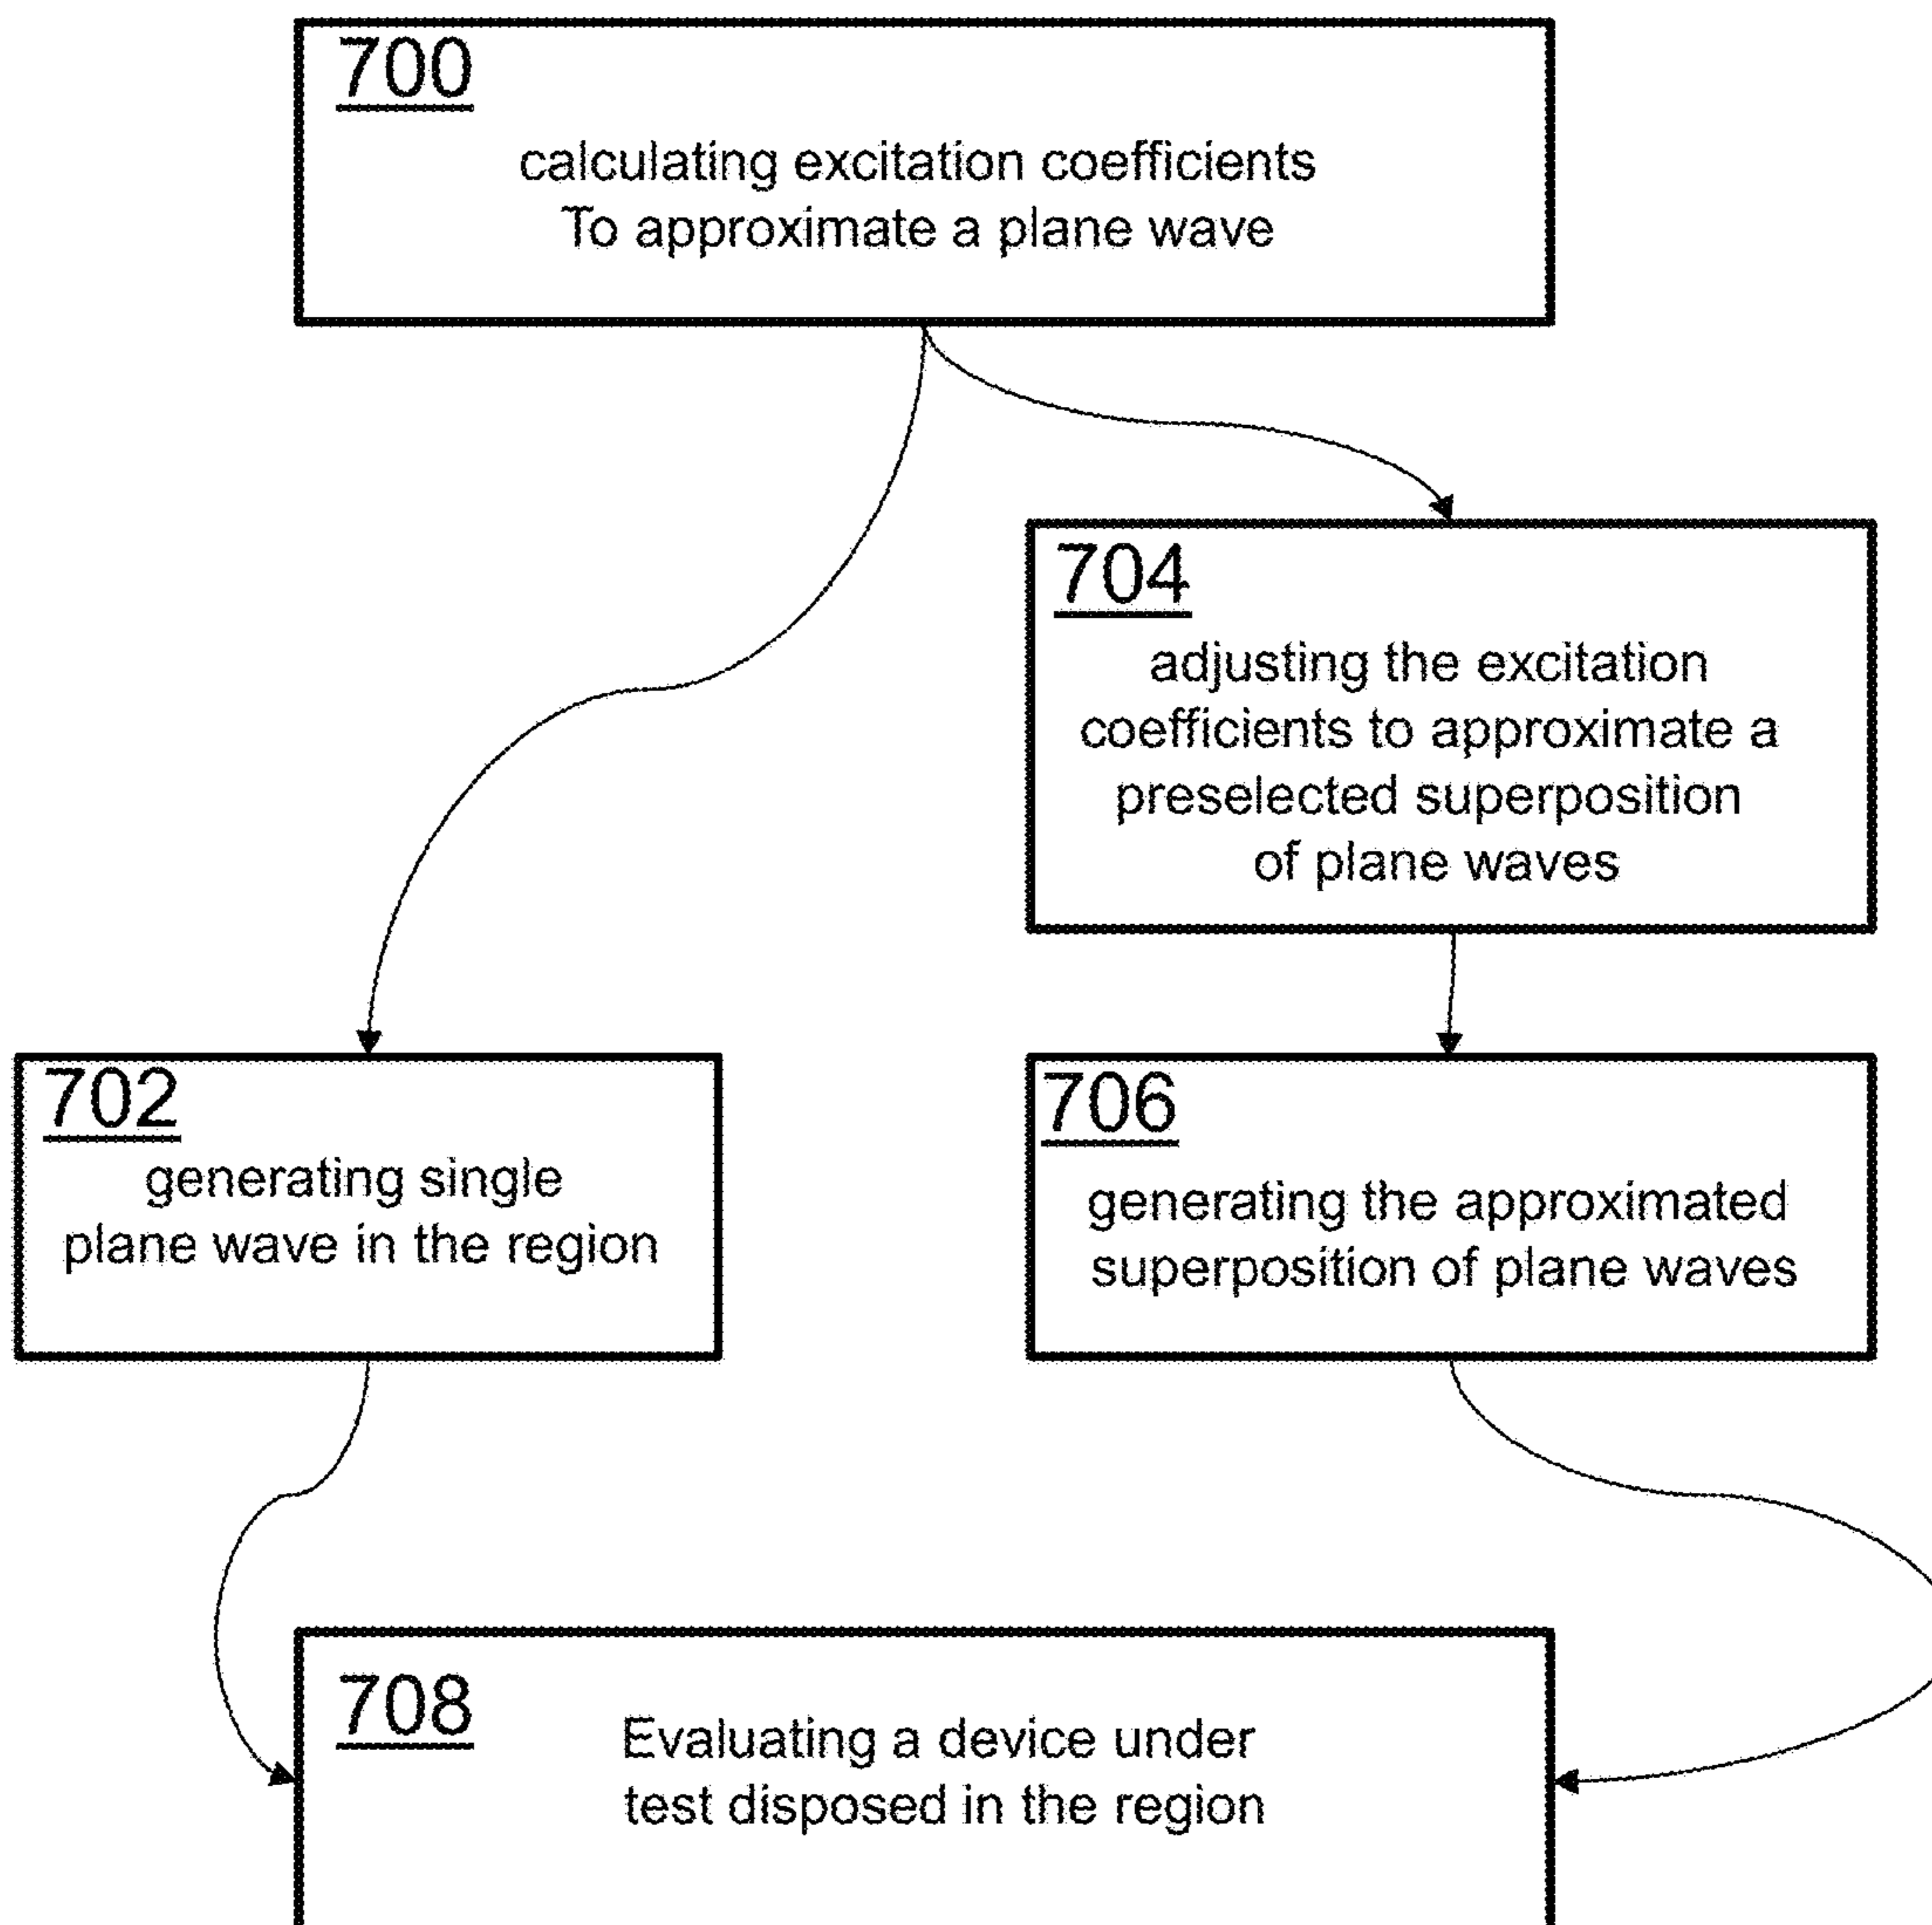 700
calculating excitation coefficients
To approximate a plane wave
704
adjusting the excitation
coefficients to approximate a
preselected superposition
of plane waves
702
generating single
plane wave in the region
706
generating the approximated
superposition of plane waves
708
Evaluating a device under
test disposed in the region